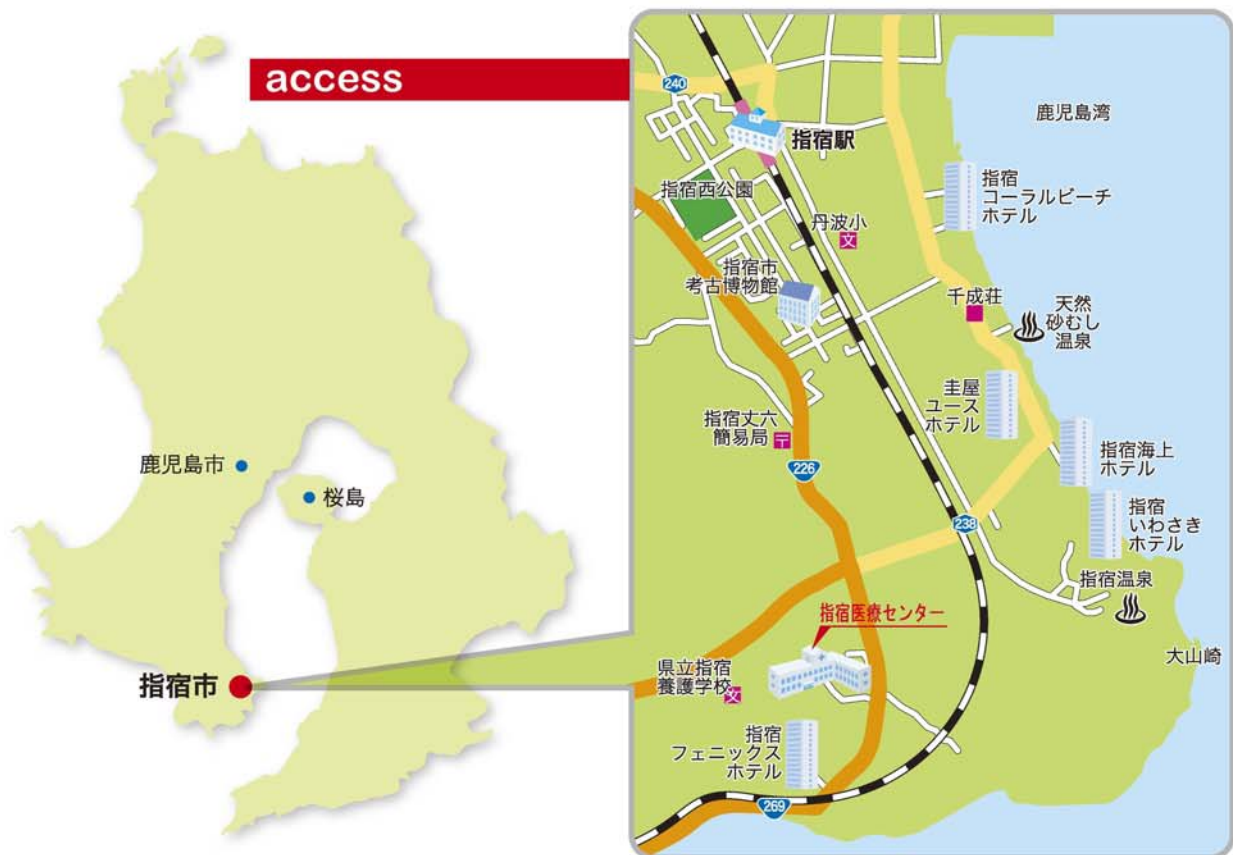 access
鹿児島市
桜島
指宿市
240
鹿児島湾
指宿駅
指宿西公園
指宿
コーラルビーチ
ホテル
丹波小
文
指宿市
考古博物館
千成荘
天然
砂むし
温泉
圭屋
ユース
ホテル
指宿丈六
簡易局
〒
226
指宿海上
ホテル
238
指宿
いわさき
ホテル
指宿温泉
指宿医療センター
大山崎
県立指宿
養護学校
文
指宿
フェニックス
ホテル
269